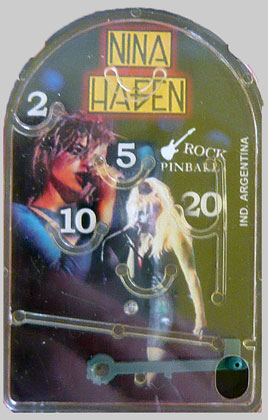 NINA
HAGEN
2
5
ROCK
PINBALL
10
20
IND. ARGENTINA